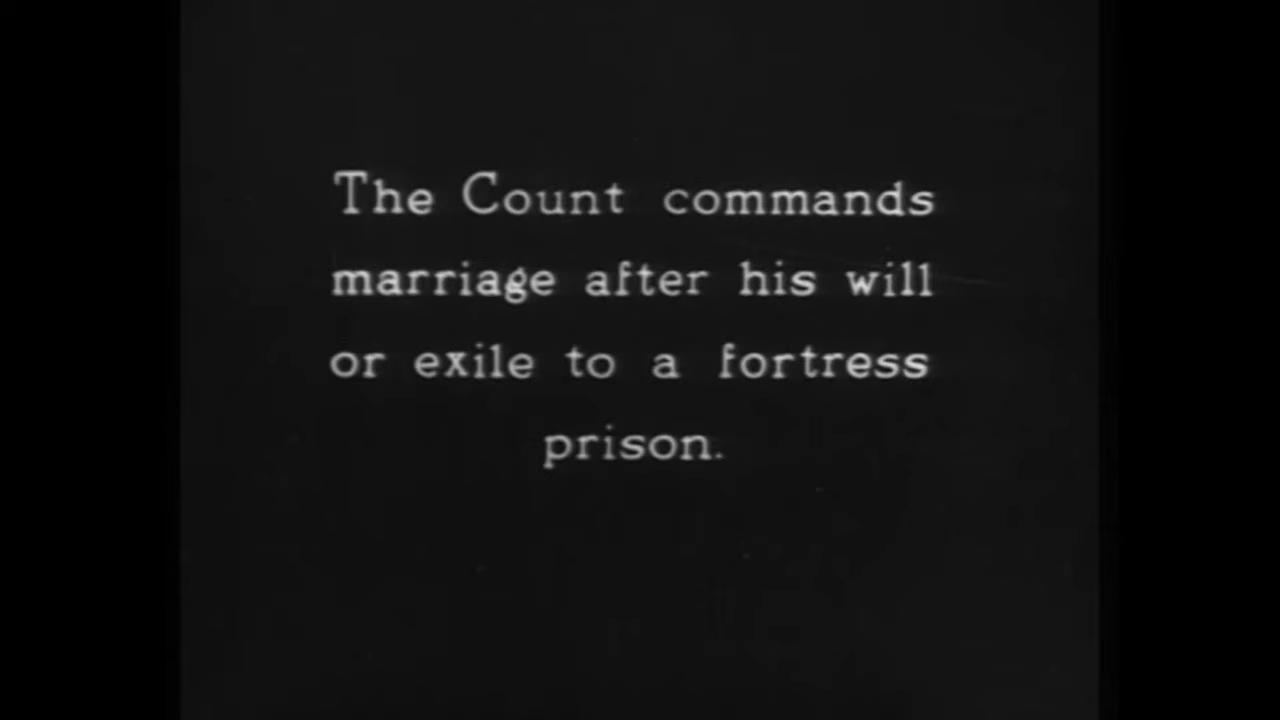 The Count commands
marriage after his will
or exile to a fortress
prison.